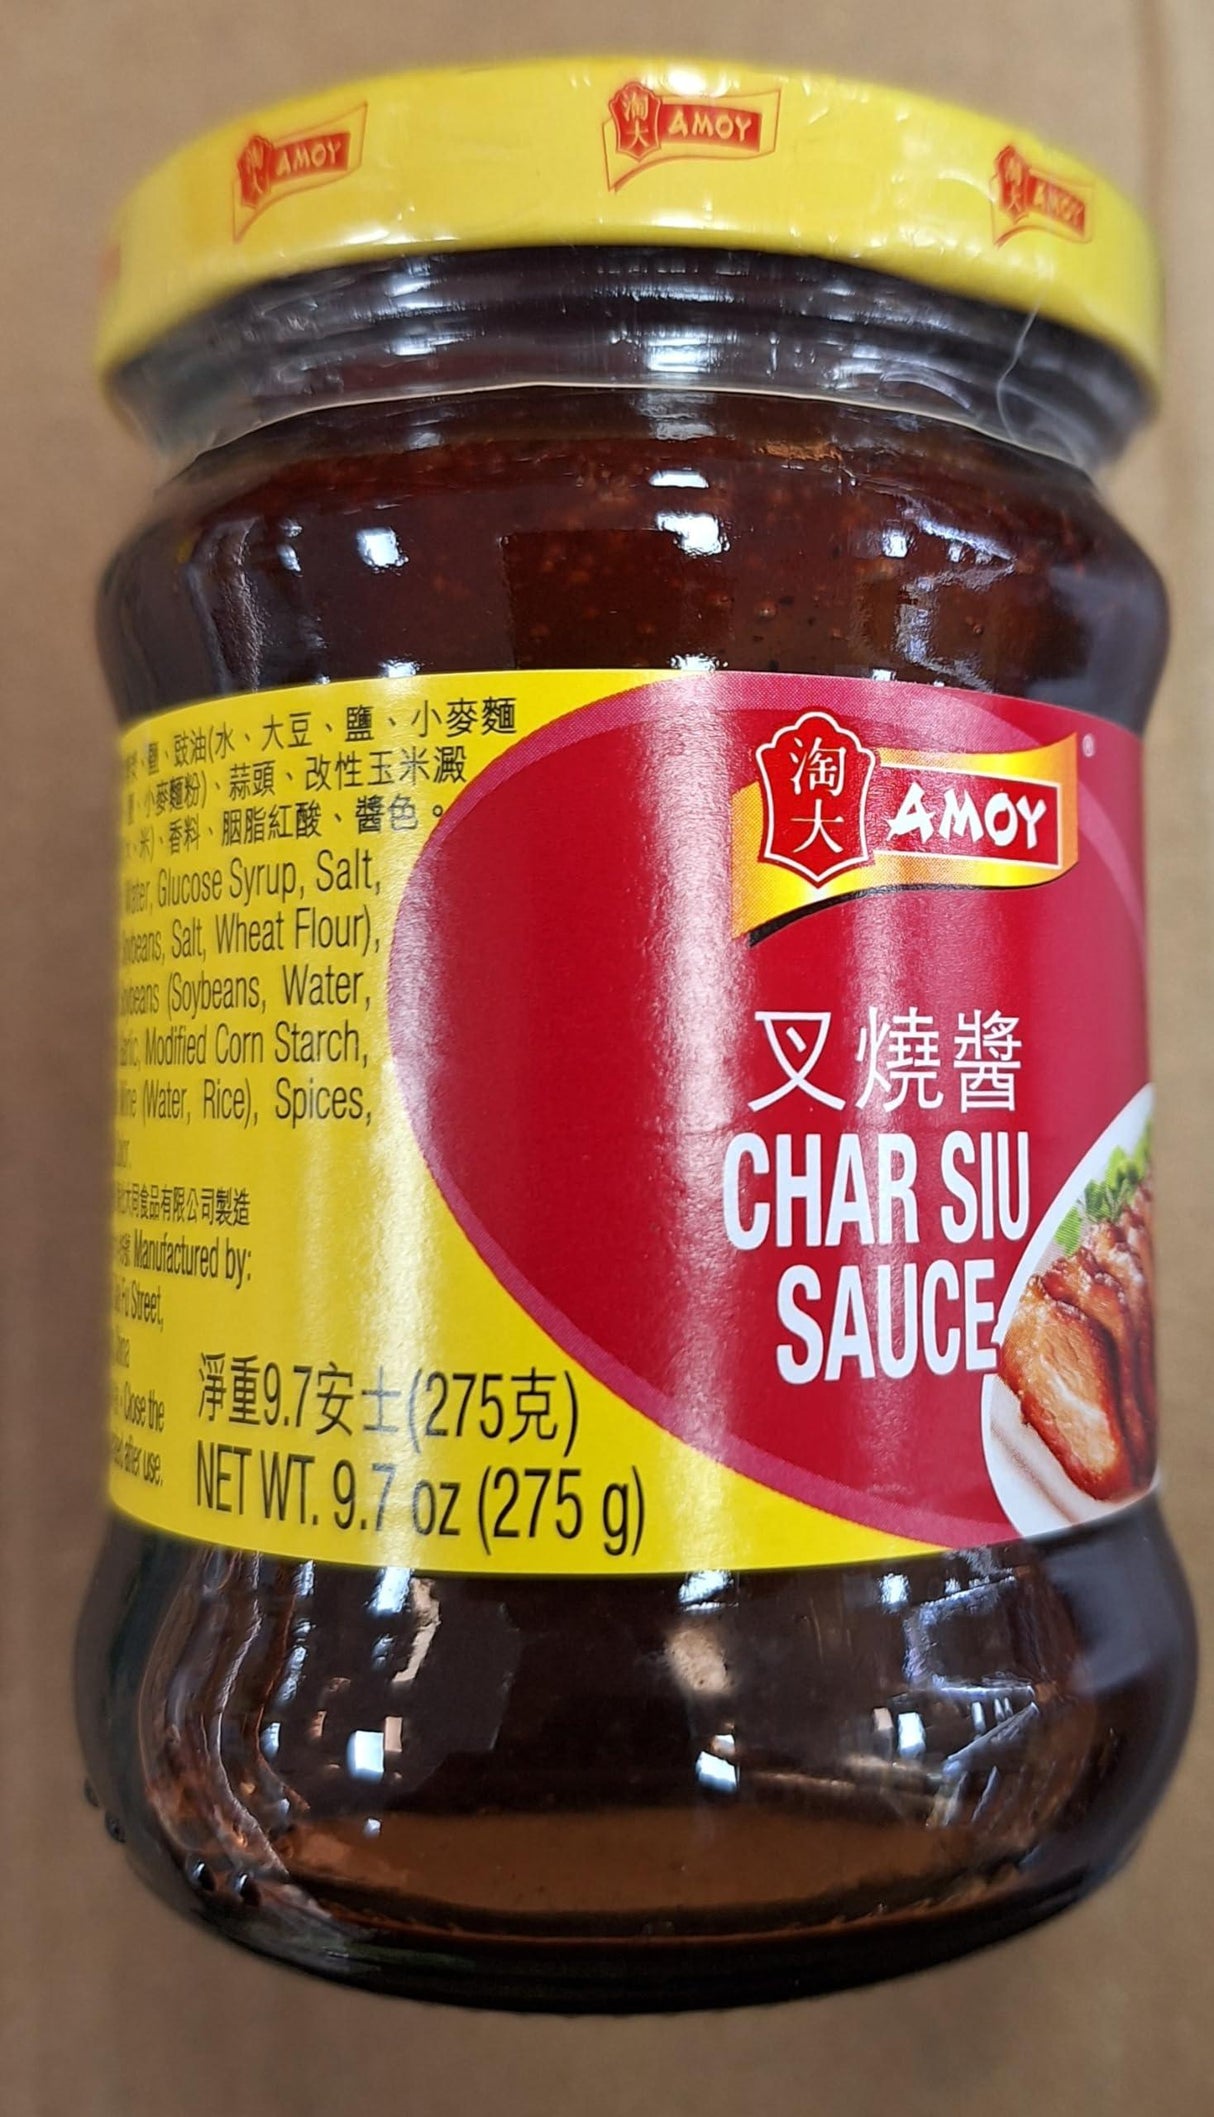 淘大 AMOY
淘大 AMOY
淘大 AMOY
鹽、豉油(水、大豆、鹽、小麥麵
小麥麵粉)、蒜頭、改性玉米澱
米)、香料、胭脂紅酸、醬色。
Water, Glucose Syrup, Salt,
Soybeans, Salt, Wheat Flour),
Soybeans (Soybeans, Water,
Garlic, Modified Corn Starch,
Wine (Water, Rice), Spices,
食品有限公司製造
Manufactured by:
Fu Street,
China
Close the
after use.
淨重9.7安士(275克)
NET WT. 9.7 oz (275 g)
淘大 AMOY®
叉燒醬
CHAR SIU
SAUCE